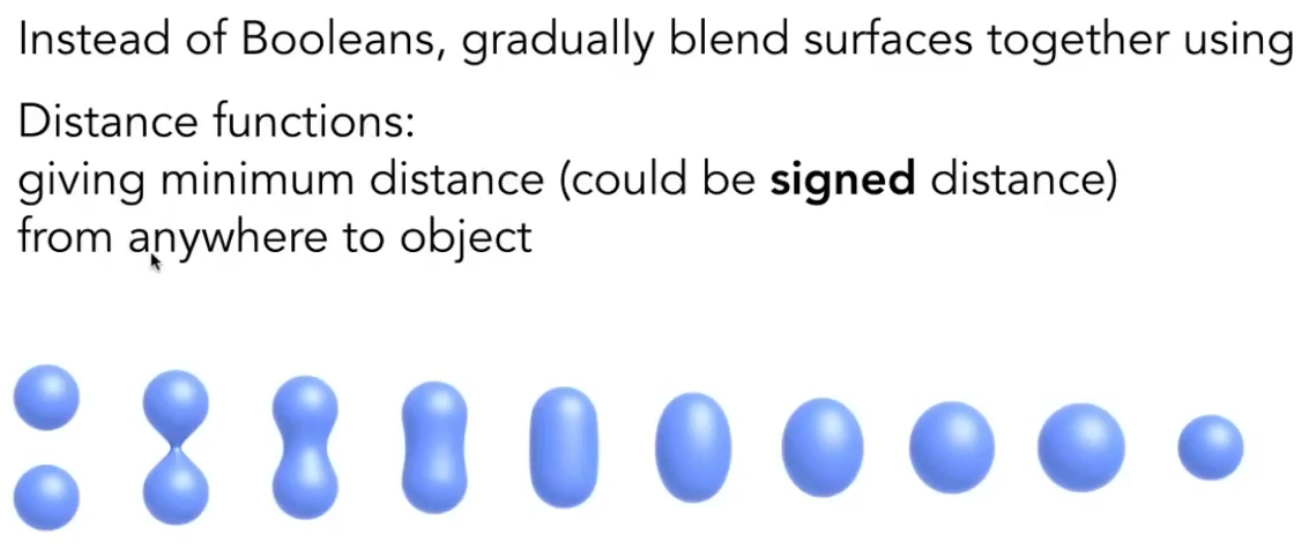 Instead of Booleans, gradually blend surfaces together using
Distance functions:
giving minimum distance (could be signed distance)
from anywhere to object